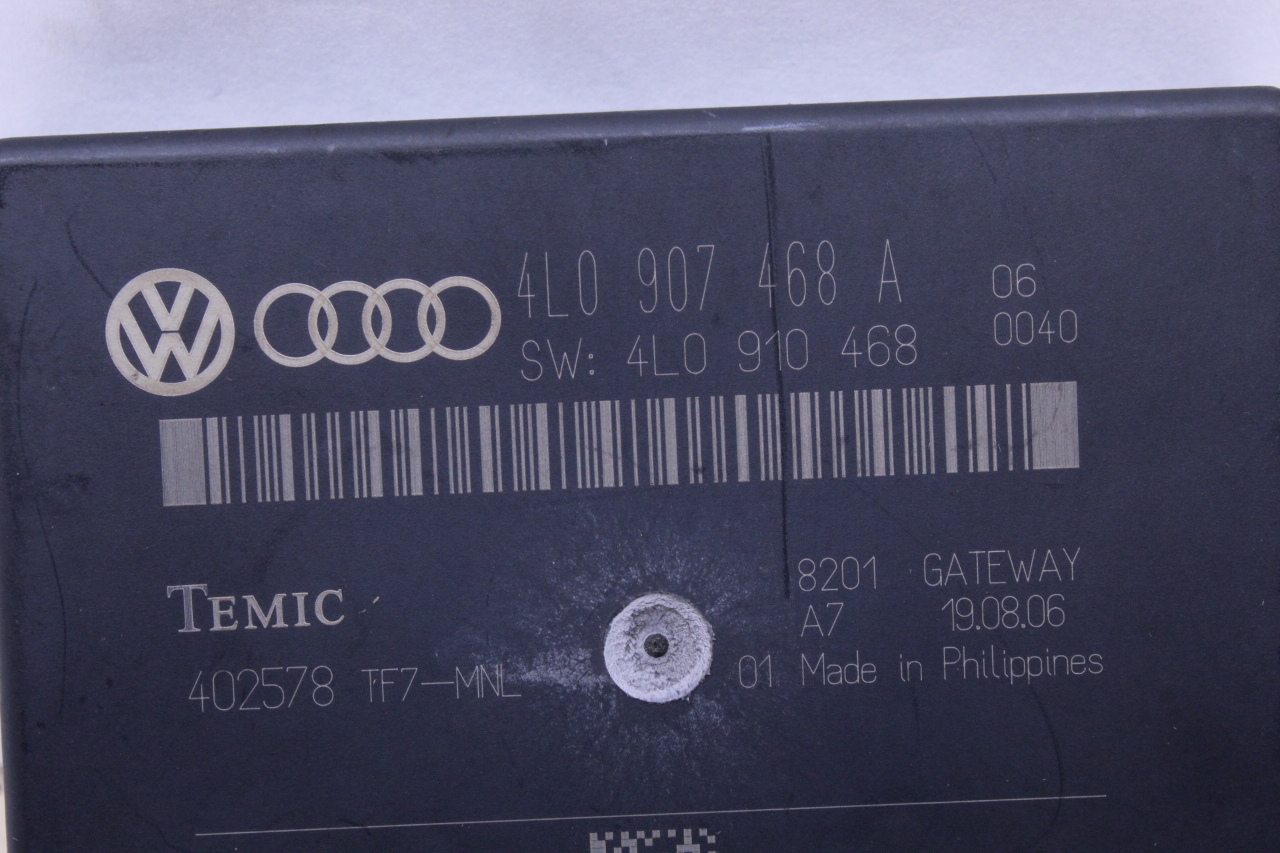 4L0 907 468 A 06
SW: 4L0 910 468 0040
TEMIC
8201 GATEWAY
A7 19.08.06
402578 TF7-MNL 01 Made in Philippines